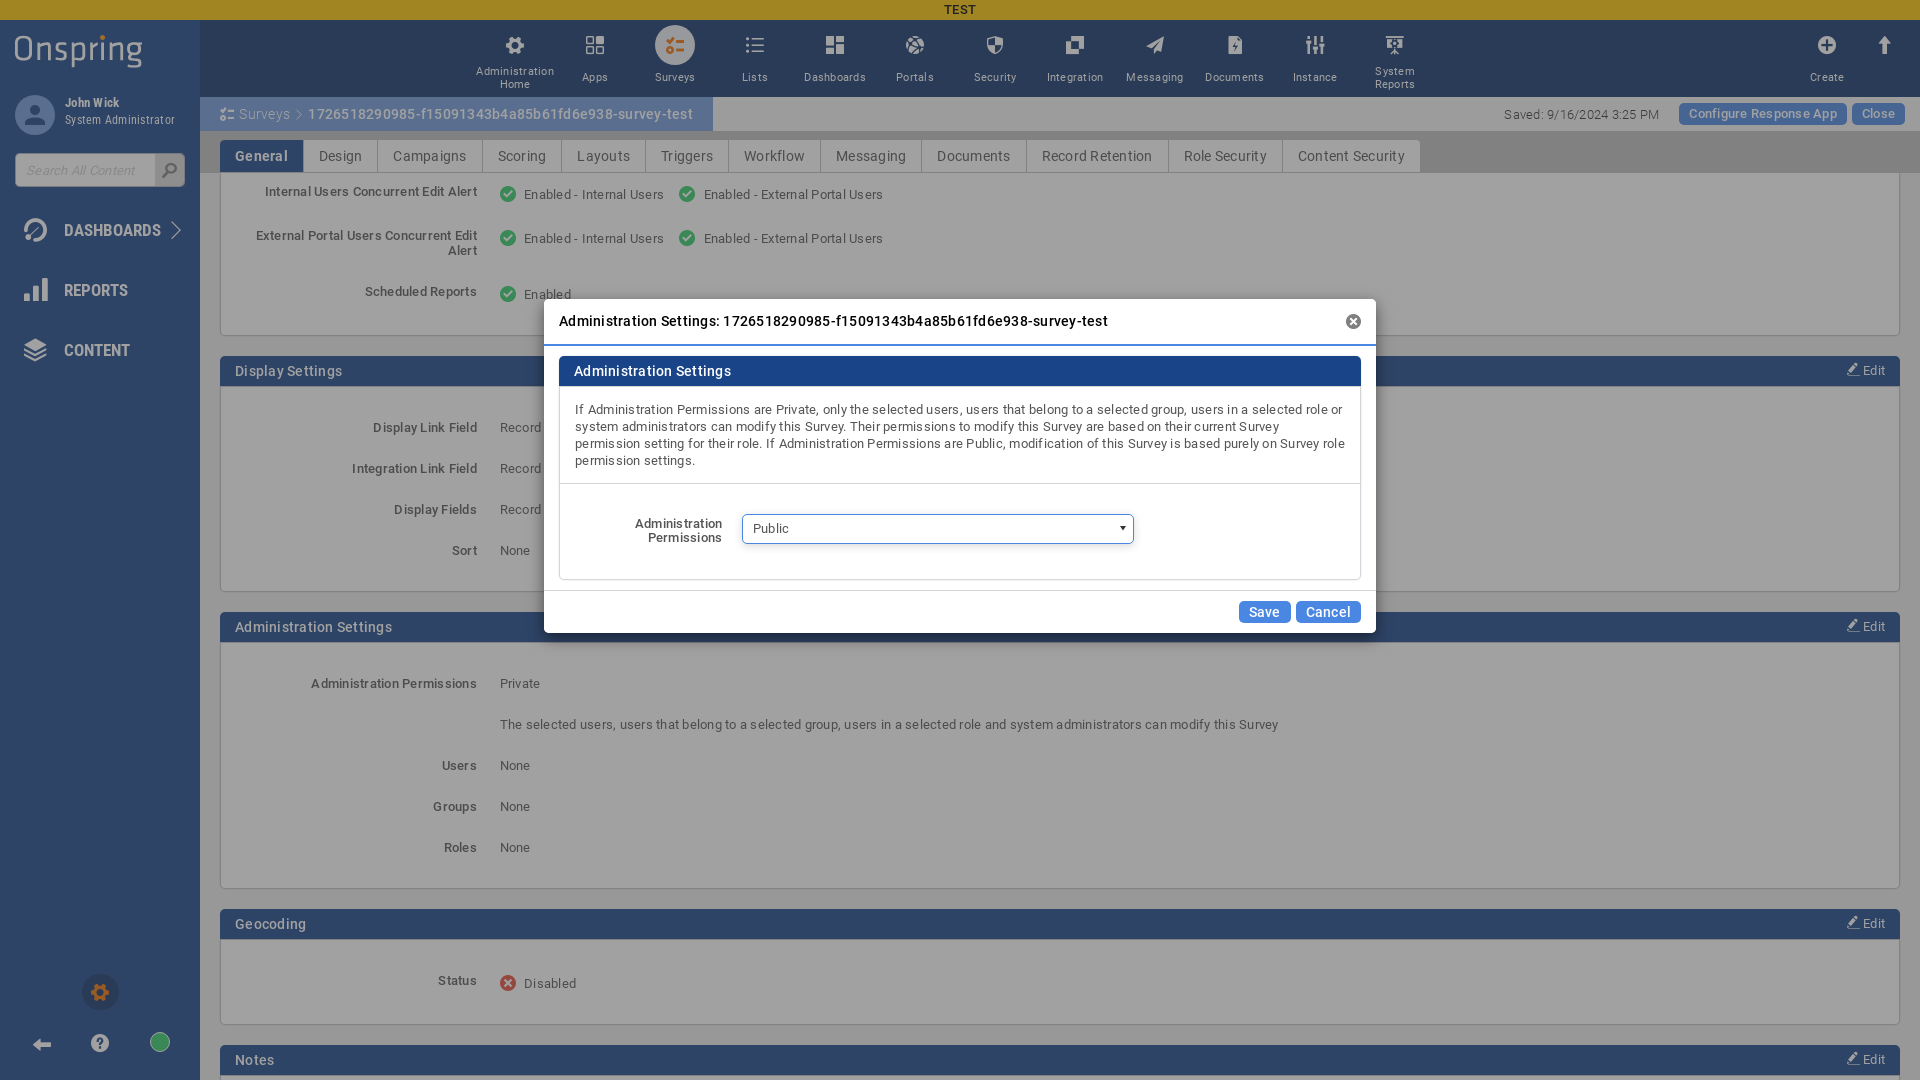 TEST
Onspring
John Wick
System Administrator
Search All Content
DASHBOARDS
REPORTS
CONTENT
Administration Home
Apps
Surveys
Lists
Dashboards
Portals
Security
Integration
Messaging
Documents
Instance
System Reports
Create
Surveys
1726518290985-f15091343b4a85b61fd6e938-survey-test
Saved: 9/16/2024 3:25 PM
Configure Response App
Close
General
Design
Campaigns
Scoring
Layouts
Triggers
Workflow
Messaging
Documents
Record Retention
Role Security
Content Security
Internal Users Concurrent Edit Alert
Enabled - Internal Users
Enabled - External Portal Users
External Portal Users Concurrent Edit
Alert
Enabled - Internal Users
Enabled - External Portal Users
Scheduled Reports
Enabled
Display Settings
Edit
Display Link Field
Record
Integration Link Field
Record
Display Fields
Record
Sort
None
Administration Settings: 1726518290985-f15091343b4a85b61fd6e938-survey-test
Administration Settings
If Administration Permissions are Private, only the selected users, users that belong to a selected group, users in a selected role or
system administrators can modify this Survey. Their permissions to modify this Survey are based on their current Survey
permission setting for their role. If Administration Permissions are Public, modification of this Survey is based purely on Survey role
permission settings.
Administration
Permissions
Public
Save
Cancel
Administration Settings
Edit
Administration Permissions
Private
The selected users, users that belong to a selected group, users in a selected role and system administrators can modify this Survey
Users
None
Groups
None
Roles
None
Geocoding
Edit
Status
Disabled
Notes
Edit